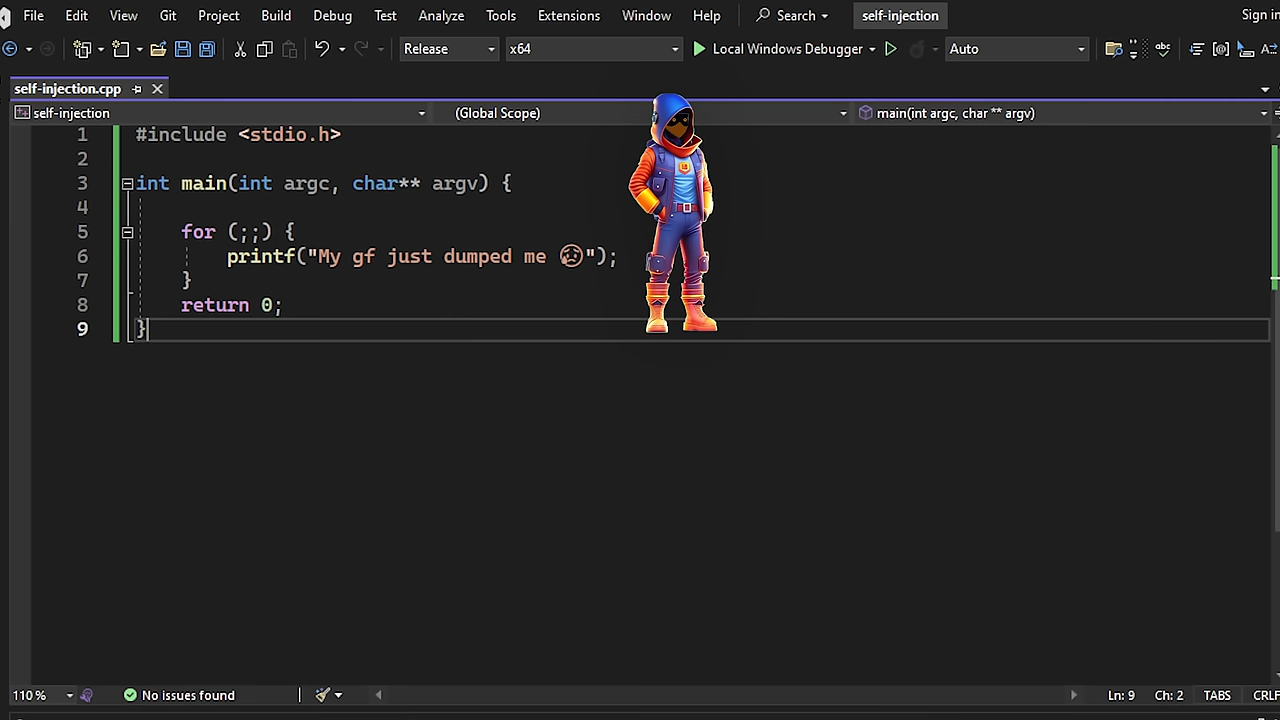 File Edit View Git Project Build Debug Test Analyze Tools Extensions Window Help Search self-injection Sign in
Release x64 Local Windows Debugger Auto
self-injection.cpp
self-injection (Global Scope) main(int argc, char ** argv)
1 #include <stdio.h>
2
3 int main(int argc, char** argv) {
4
5 for (;;) {
6 printf("My gf just dumped me 😥");
7 }
8 return 0;
9 }
110 % No issues found Ln: 9 Ch: 2 TABS CRLF